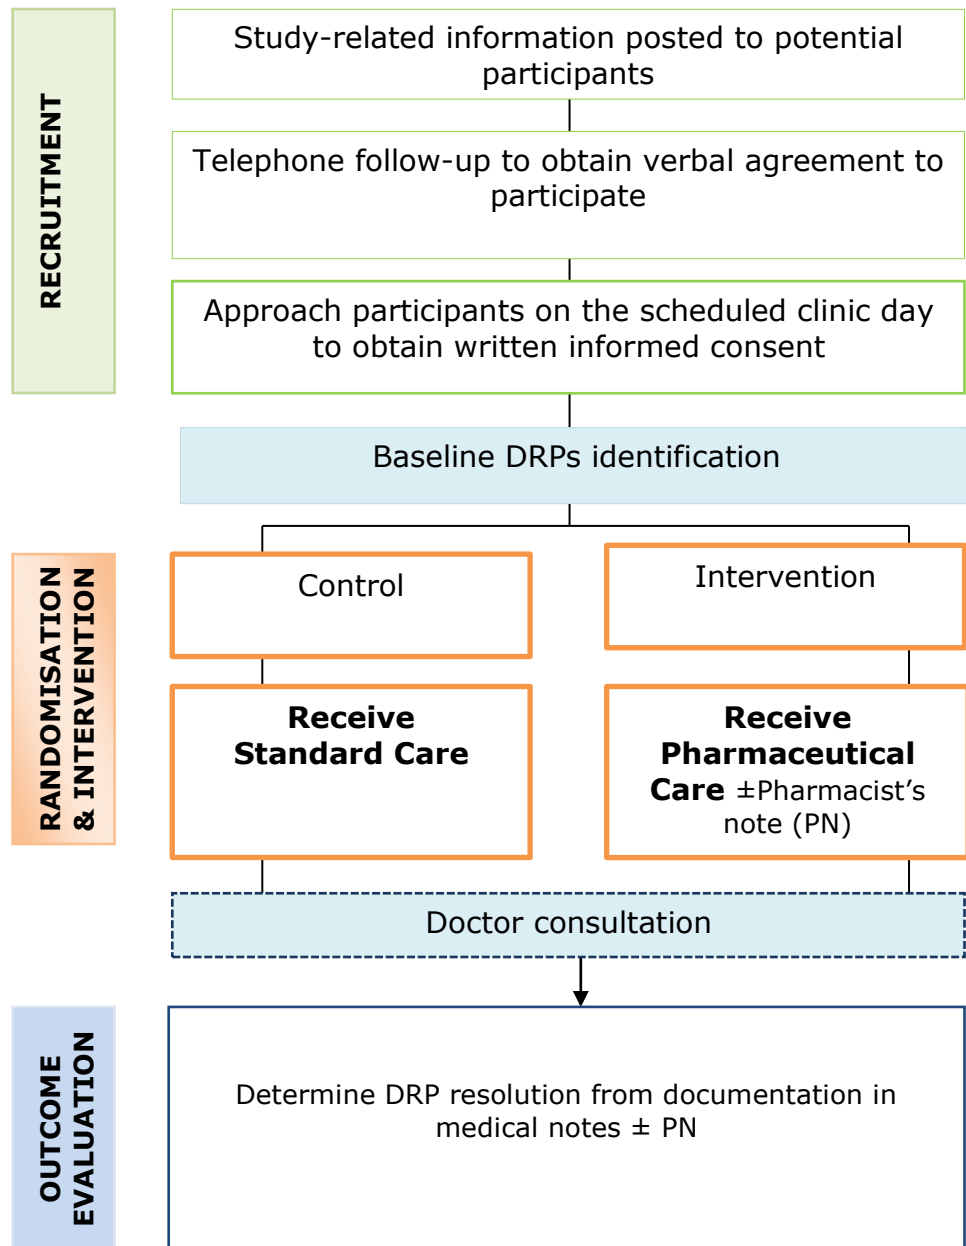 RECRUITMENT
Study-related information posted to potential
participants
Telephone follow-up to obtain verbal agreement to
participate
Approach participants on the scheduled clinic day
to obtain written informed consent
Baseline DRPs identification
RANDOMISATION
& INTERVENTION
Control
Intervention
Receive
Standard Care
Receive
Pharmaceutical
Care ±Pharmacist’s
note (PN)
Doctor consultation
OUTCOME
EVALUATION
Determine DRP resolution from documentation in
medical notes ± PN